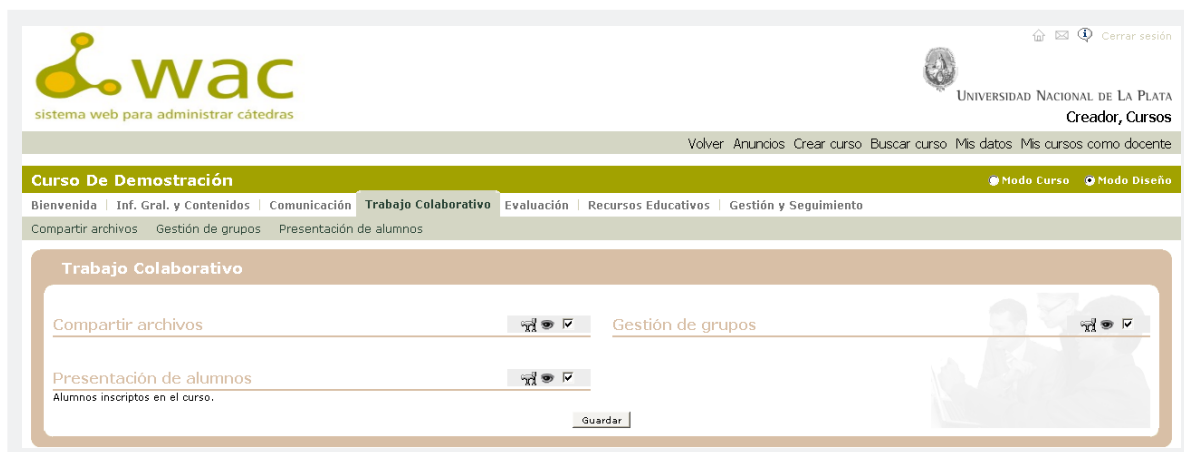 Cerrar sesión
wac
sistema web para administrar cátedras
UNIVERSIDAD NACIONAL DE LA PLATA
Creador, Cursos
Volver Anuncios Crear curso Buscar curso Mis datos Mis cursos como docente
Curso De Demostración Modo Curso Modo Diseño
Bienvenida | Inf. Gral. y Contenidos | Comunicación Trabajo Colaborativo Evaluación | Recursos Educativos | Gestión y Seguimiento
Compartir archivos Gestión de grupos Presentación de alumnos
Trabajo Colaborativo
Compartir archivos Gestión de grupos
Presentación de alumnos
Alumnos inscriptos en el curso.
Guardar